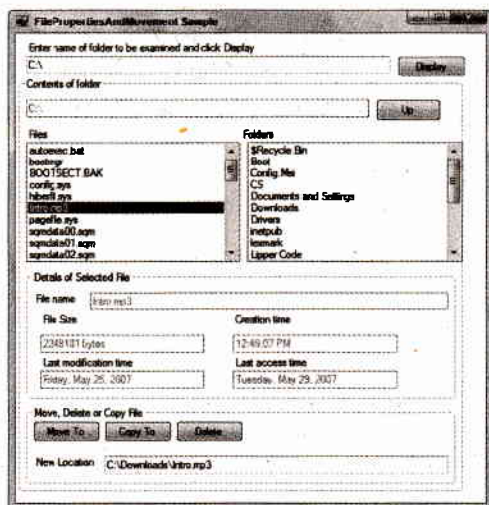 FilePropertiesAndMovement Sample
Enter name of folder to be examined and click Display
C:\
Display
Contents of folder
C:\
Up
Files
Folders
autoexec.bat
bootmgr
BOOTSECT.BAK
config.sys
hiberfil.sys
Intro.mp3
pagefile.sys
sqmdata00.sqm
sqmdata01.sqm
sqmdata02.sqm
$Recycle.Bin
Boot
Config.Msi
CS
Documents and Settings
Downloads
Drivers
inetpub
lexmark
Lipper Code
Details of Selected File
File name
Intro.mp3
File Size
Creation time
2348181 bytes
12:49:07 PM
Last modification time
Last access time
Friday, May 25, 2007
Tuesday, May 29, 2007
Move, Delete or Copy File
Move To
Copy To
Delete
New Location
C:\Downloads\Intro.mp3